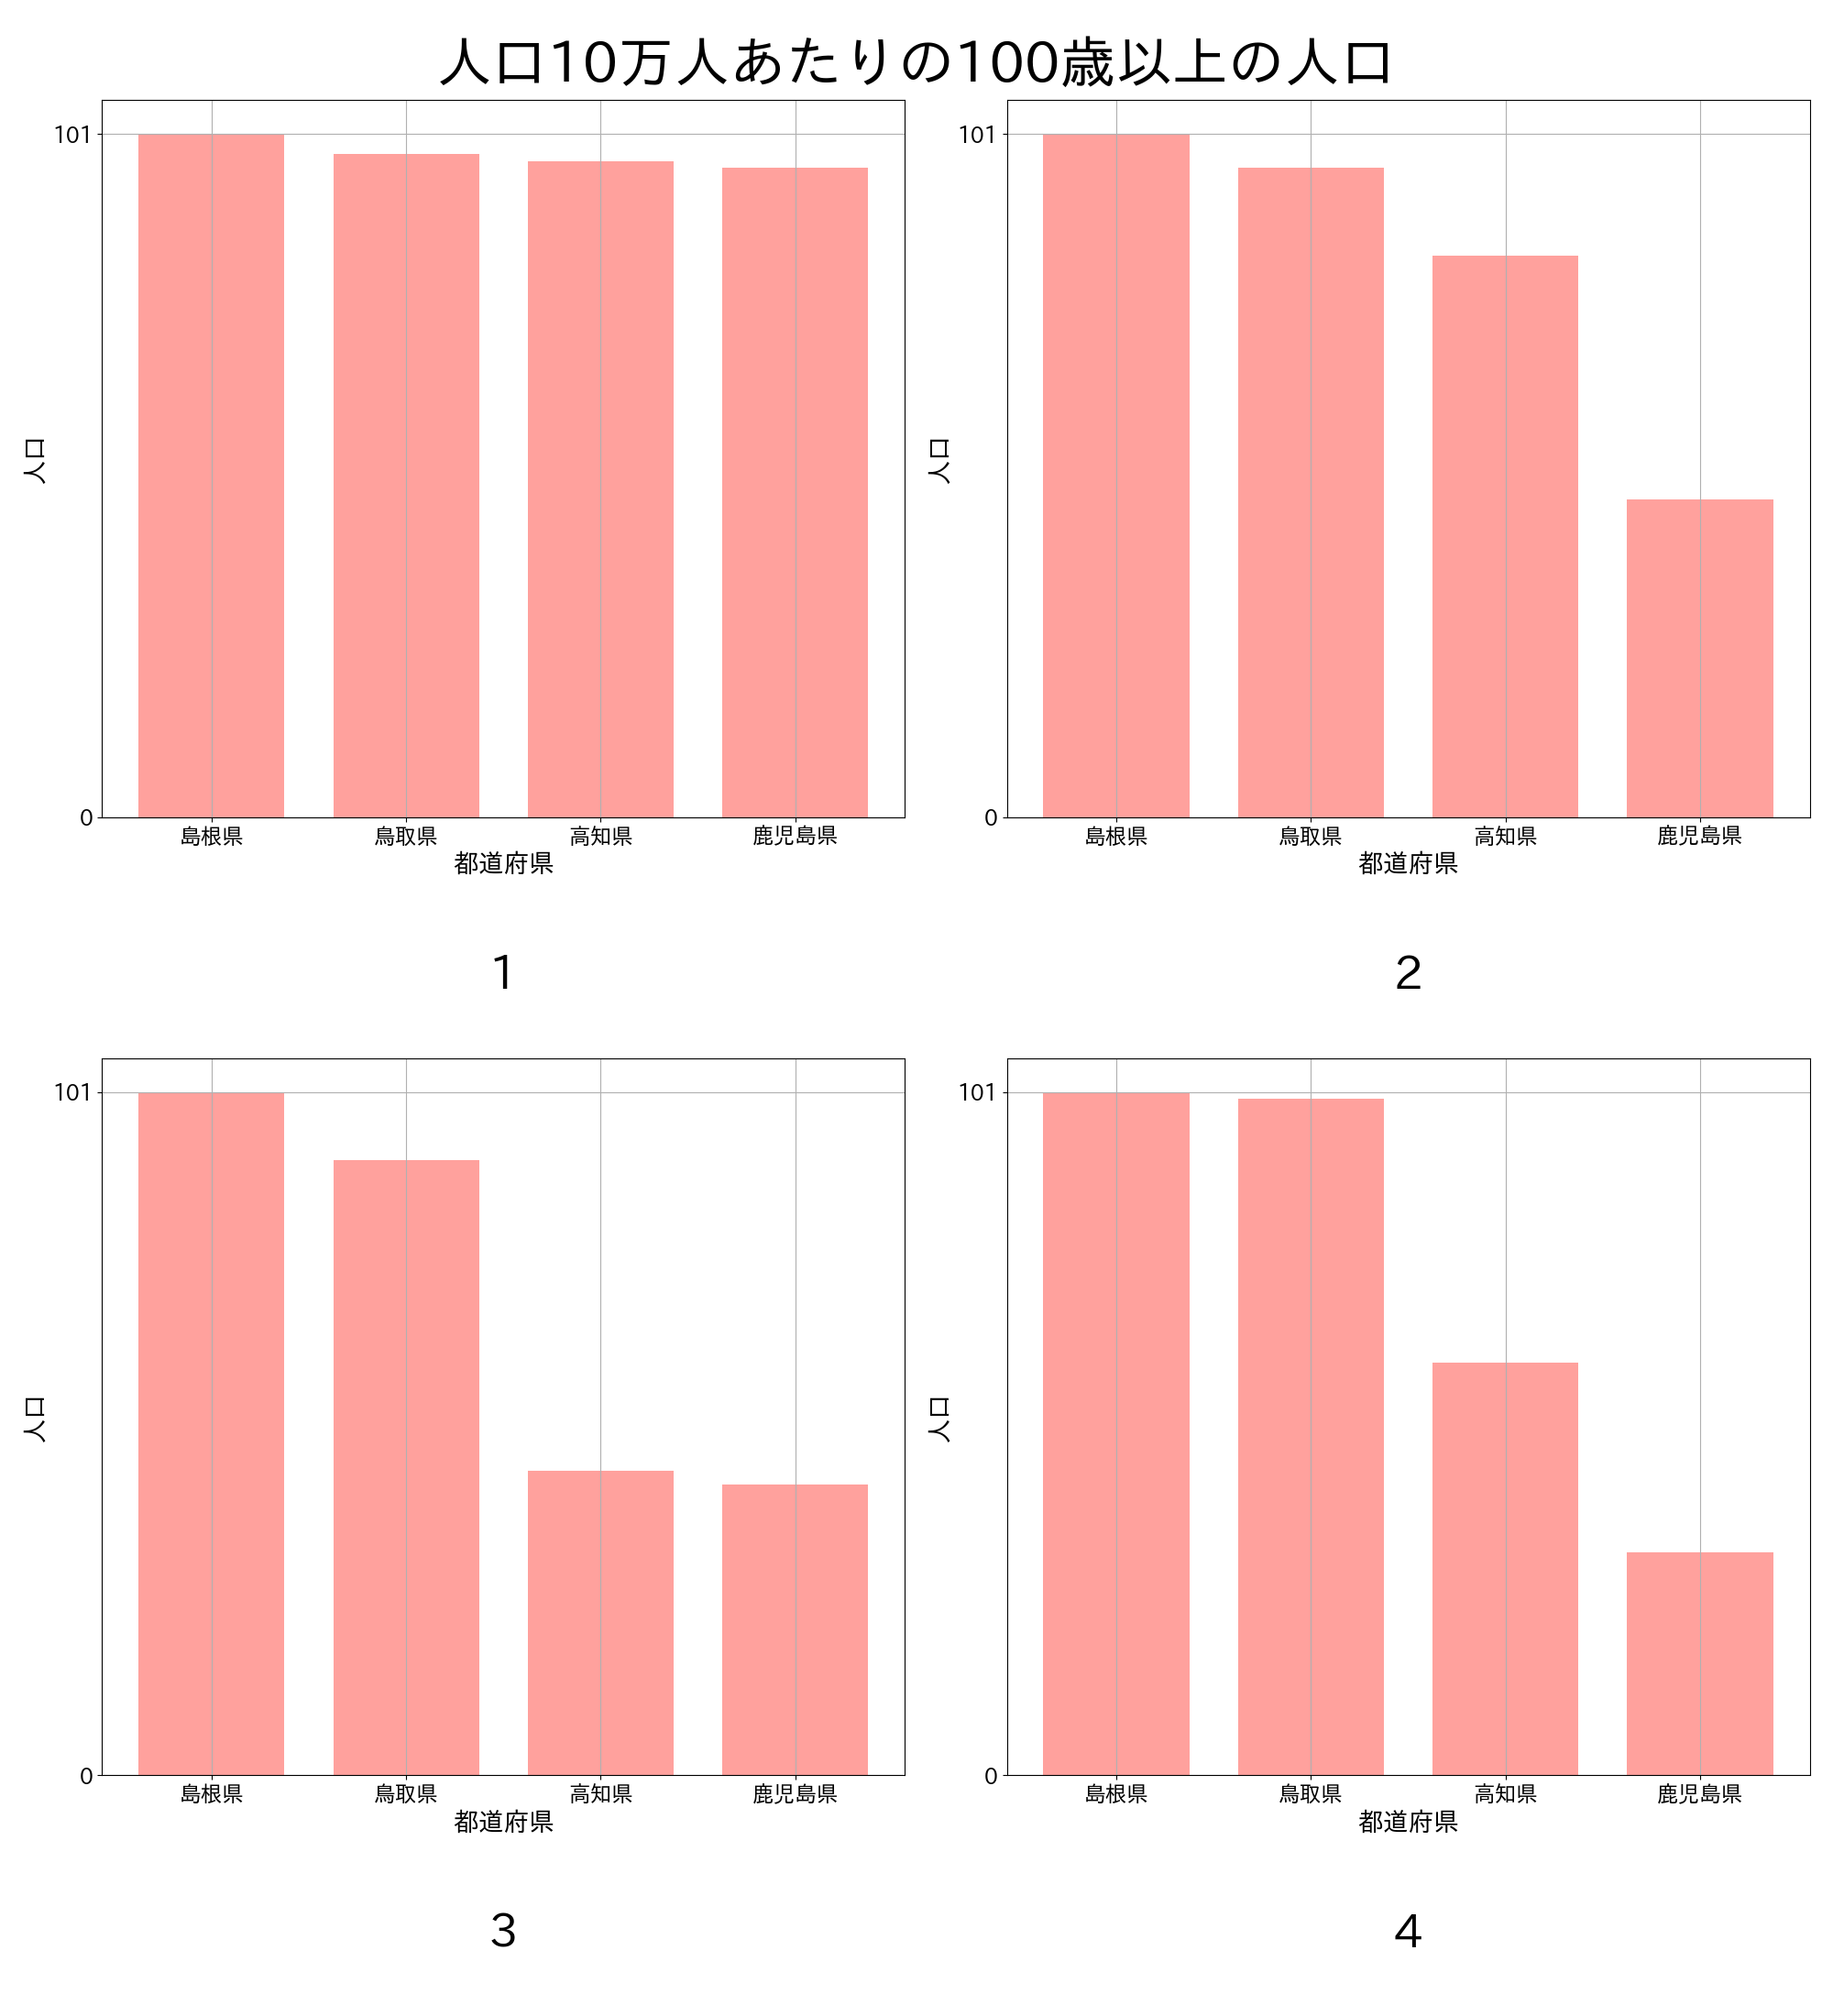 人口10万人あたりの100歳以上の人口
101
0
人口
島根県 鳥取県 高知県 鹿児島県
都道府県
1
101
0
人口
島根県 鳥取県 高知県 鹿児島県
都道府県
2
101
0
人口
島根県 鳥取県 高知県 鹿児島県
都道府県
3
101
0
人口
島根県 鳥取県 高知県 鹿児島県
都道府県
4